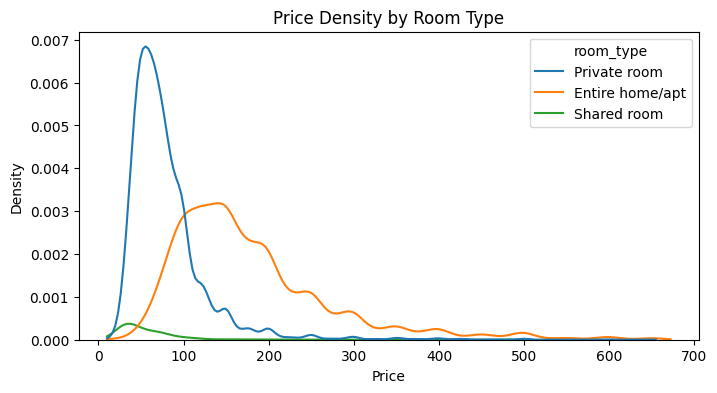 Price Density by Room Type
room_type
Private room
Entire home/apt
Shared room
0.007
0.006
0.005
0.004
0.003
0.002
0.001
0.000
Density
0 100 200 300 400 500 600 700
Price